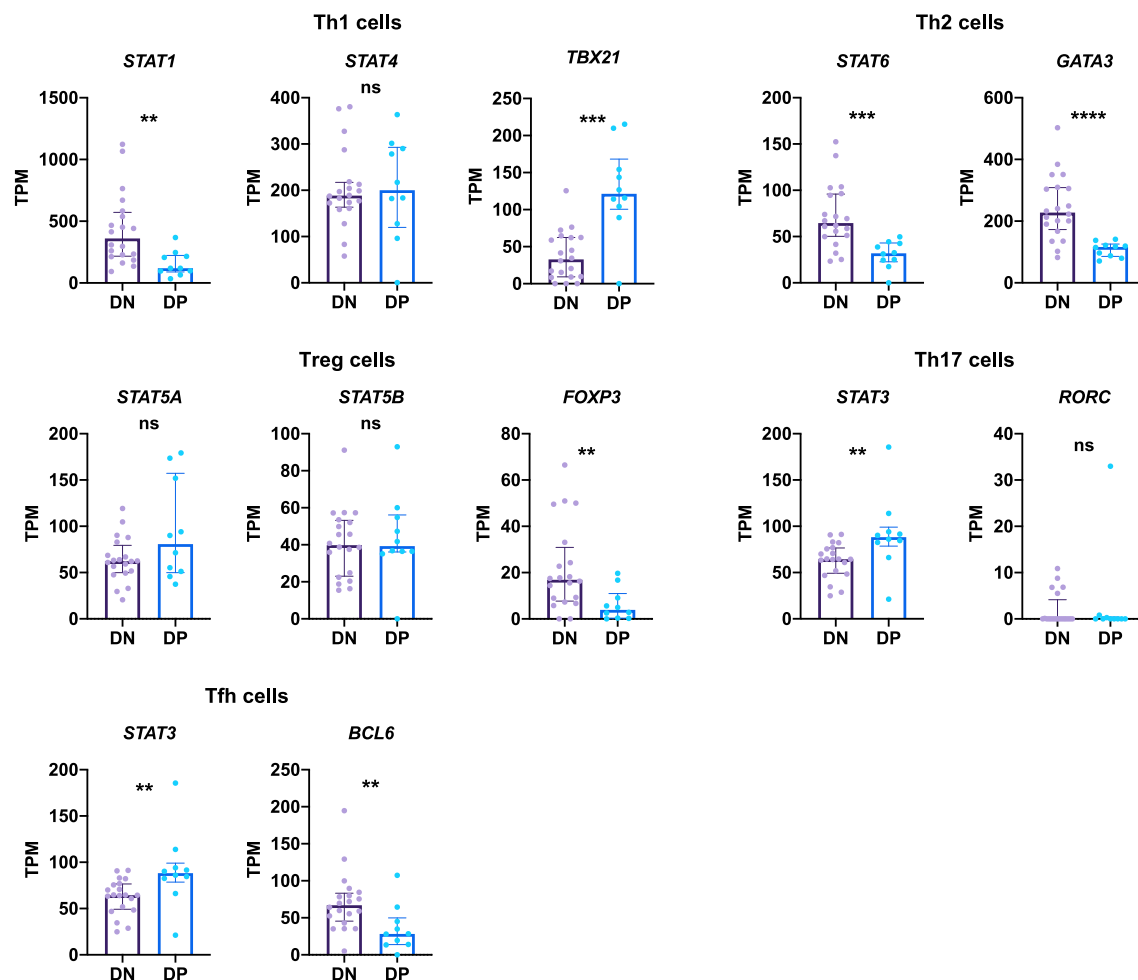 Th1 cells
Th2 cells
STAT1
STAT4
TBX21
STAT6
GATA3
**
ns
***
***
****
TPM
1500
1000
500
0
DN
DP
TPM
400
300
200
100
0
DN
DP
TPM
250
200
150
100
50
0
DN
DP
TPM
200
150
100
50
0
DN
DP
TPM
600
400
200
0
DN
DP
Treg cells
Th17 cells
STAT5A
STAT5B
FOXP3
STAT3
RORC
ns
ns
**
**
ns
TPM
200
150
100
50
0
DN
DP
TPM
100
80
60
40
20
0
DN
DP
TPM
80
60
40
20
0
DN
DP
TPM
200
150
100
50
0
DN
DP
TPM
40
30
20
10
0
DN
DP
Tfh cells
STAT3
BCL6
**
**
TPM
200
150
100
50
0
DN
DP
TPM
250
200
150
100
50
0
DN
DP